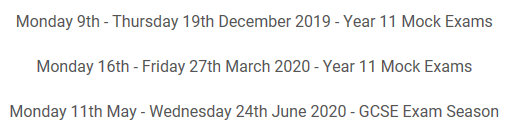 Monday 9th - Thursday 19th December 2019 - Year 11 Mock Exams
Monday 16th - Friday 27th March 2020 - Year 11 Mock Exams
Monday 11th May - Wednesday 24th June 2020 - GCSE Exam Season